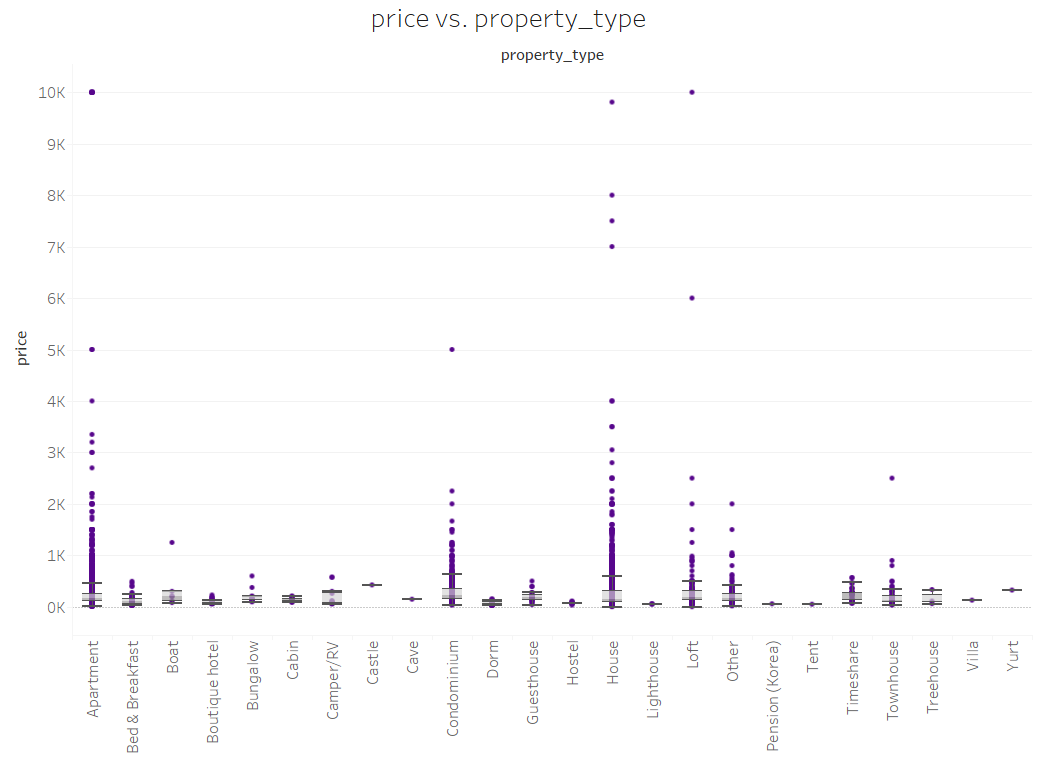 price vs. property_type
property_type
10K
9K
8K
7K
6K
5K
4K
3K
2K
1K
0K
price
Apartment
Bed & Breakfast
Boat
Boutique hotel
Bungalow
Cabin
Camper/RV
Castle
Cave
Condominium
Dorm
Guesthouse
Hostel
House
Lighthouse
Loft
Other
Pension (Korea)
Tent
Timeshare
Townhouse
Treehouse
Villa
Yurt